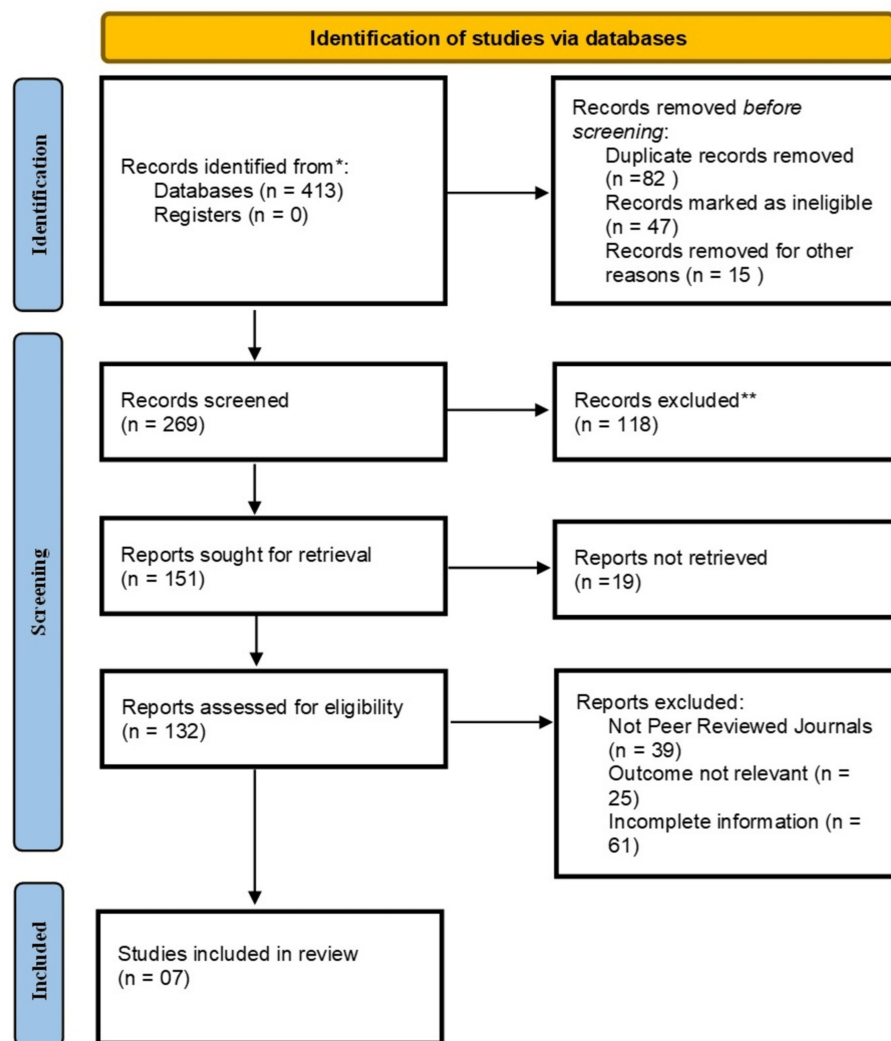 Identification of studies via databases
Identification
Records identified from*:
Databases (n = 413)
Registers (n = 0)
Records removed before
screening:
Duplicate records removed
(n =82 )
Records marked as ineligible
(n = 47)
Records removed for other
reasons (n = 15 )
Screening
Records screened
(n = 269)
Records excluded**
(n = 118)
Reports sought for retrieval
(n = 151)
Reports not retrieved
(n =19)
Reports assessed for eligibility
(n = 132)
Reports excluded:
Not Peer Reviewed Journals
(n = 39)
Outcome not relevant (n =
25)
Incomplete information (n =
61)
Included
Studies included in review
(n = 07)